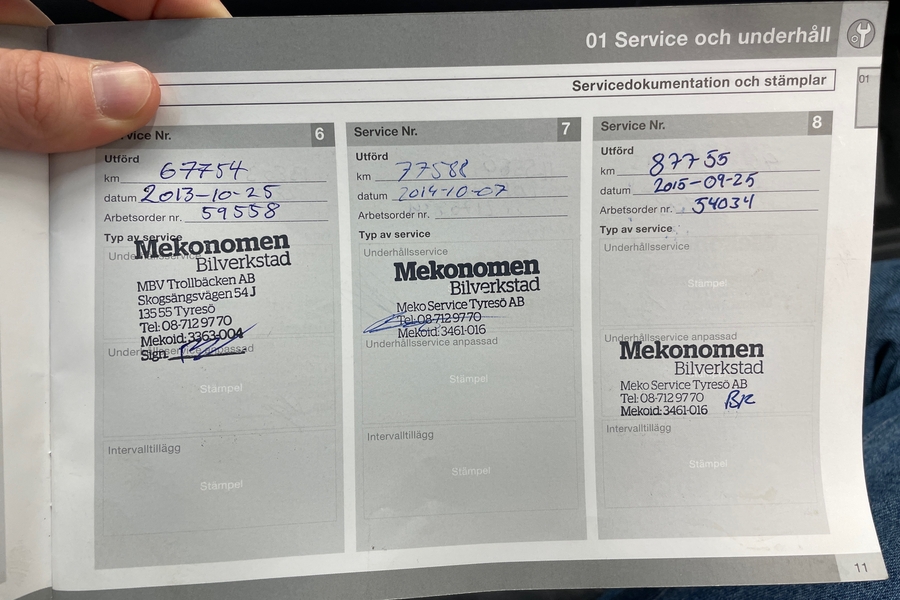 01 Service och underhåll
01
Servicedokumentation och stämplar
vice Nr. 6
Utförd
km 67754
datum 2013-10-25
Arbetsorder nr. 59558
Typ av service
Underhållsservice
Mekonomen
Bilverkstad
MBV Trollbäcken AB
Skogsängsvägen 54 J
135 55 Tyresö
Tel: 08-712 97 70
Mekoid: 3363-004
Sign:
Underhållsservice anpassad
Stämpel
Intervalltillägg
Stämpel
Service Nr. 7
Utförd
km 77588
datum 2014-10-07
Arbetsorder nr.
Typ av service
Underhållsservice
Mekonomen
Bilverkstad
Meko Service Tyresö AB
Tel: 08-712 97 70
Mekoid: 3461-016
Underhållsservice anpassad
Stämpel
Intervalltillägg
Stämpel
Service Nr. 8
Utförd
km 87755
datum 2015-09-25
Arbetsorder nr. 54034
Typ av service
Underhållsservice
Stämpel
Underhållsservice anpassad
Mekonomen
Bilverkstad
Meko Service Tyresö AB
Tel: 08-712 97 70
Mekoid: 3461-016
Intervalltillägg
Stämpel
11